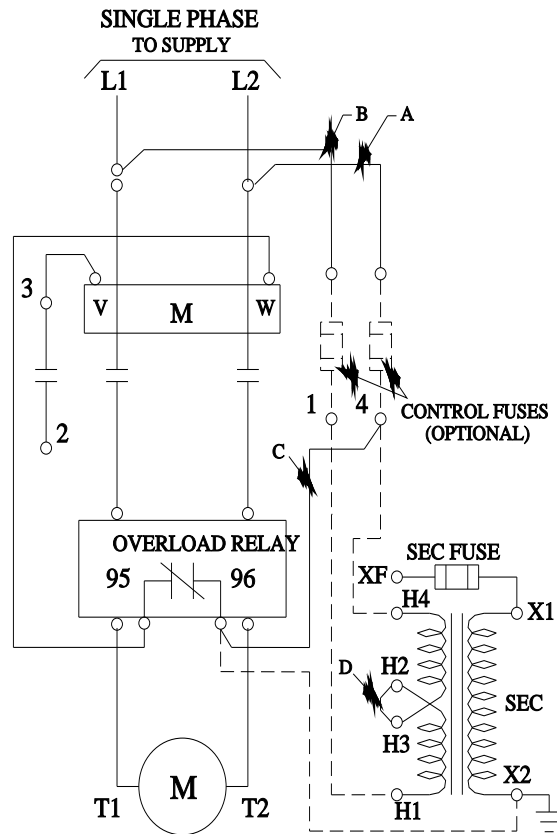 SINGLE PHASE
TO SUPPLY
L1 L2
B A
3
V M W
2
1 4
CONTROL FUSES
(OPTIONAL)
C
OVERLOAD RELAY
95 96
SEC FUSE
XF
H4 X1
D H2
SEC
H3
X2
T1 M T2
H1